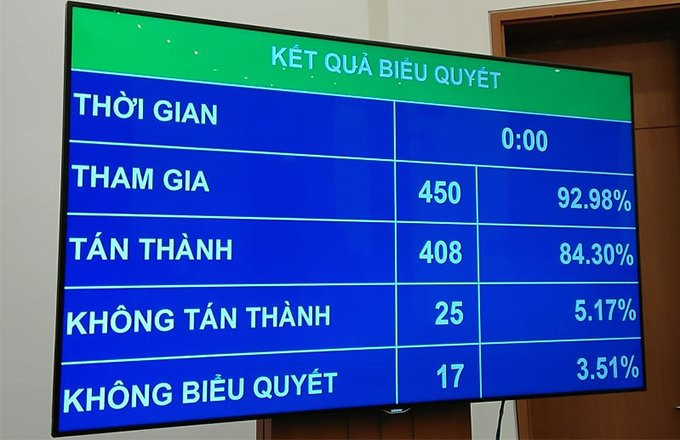 KẾT QUẢ BIỂU QUYẾT
THỜI GIAN 0:00
THAM GIA 450 92.98%
TÁN THÀNH 408 84.30%
KHÔNG TÁN THÀNH 25 5.17%
KHÔNG BIỂU QUYẾT 17 3.51%